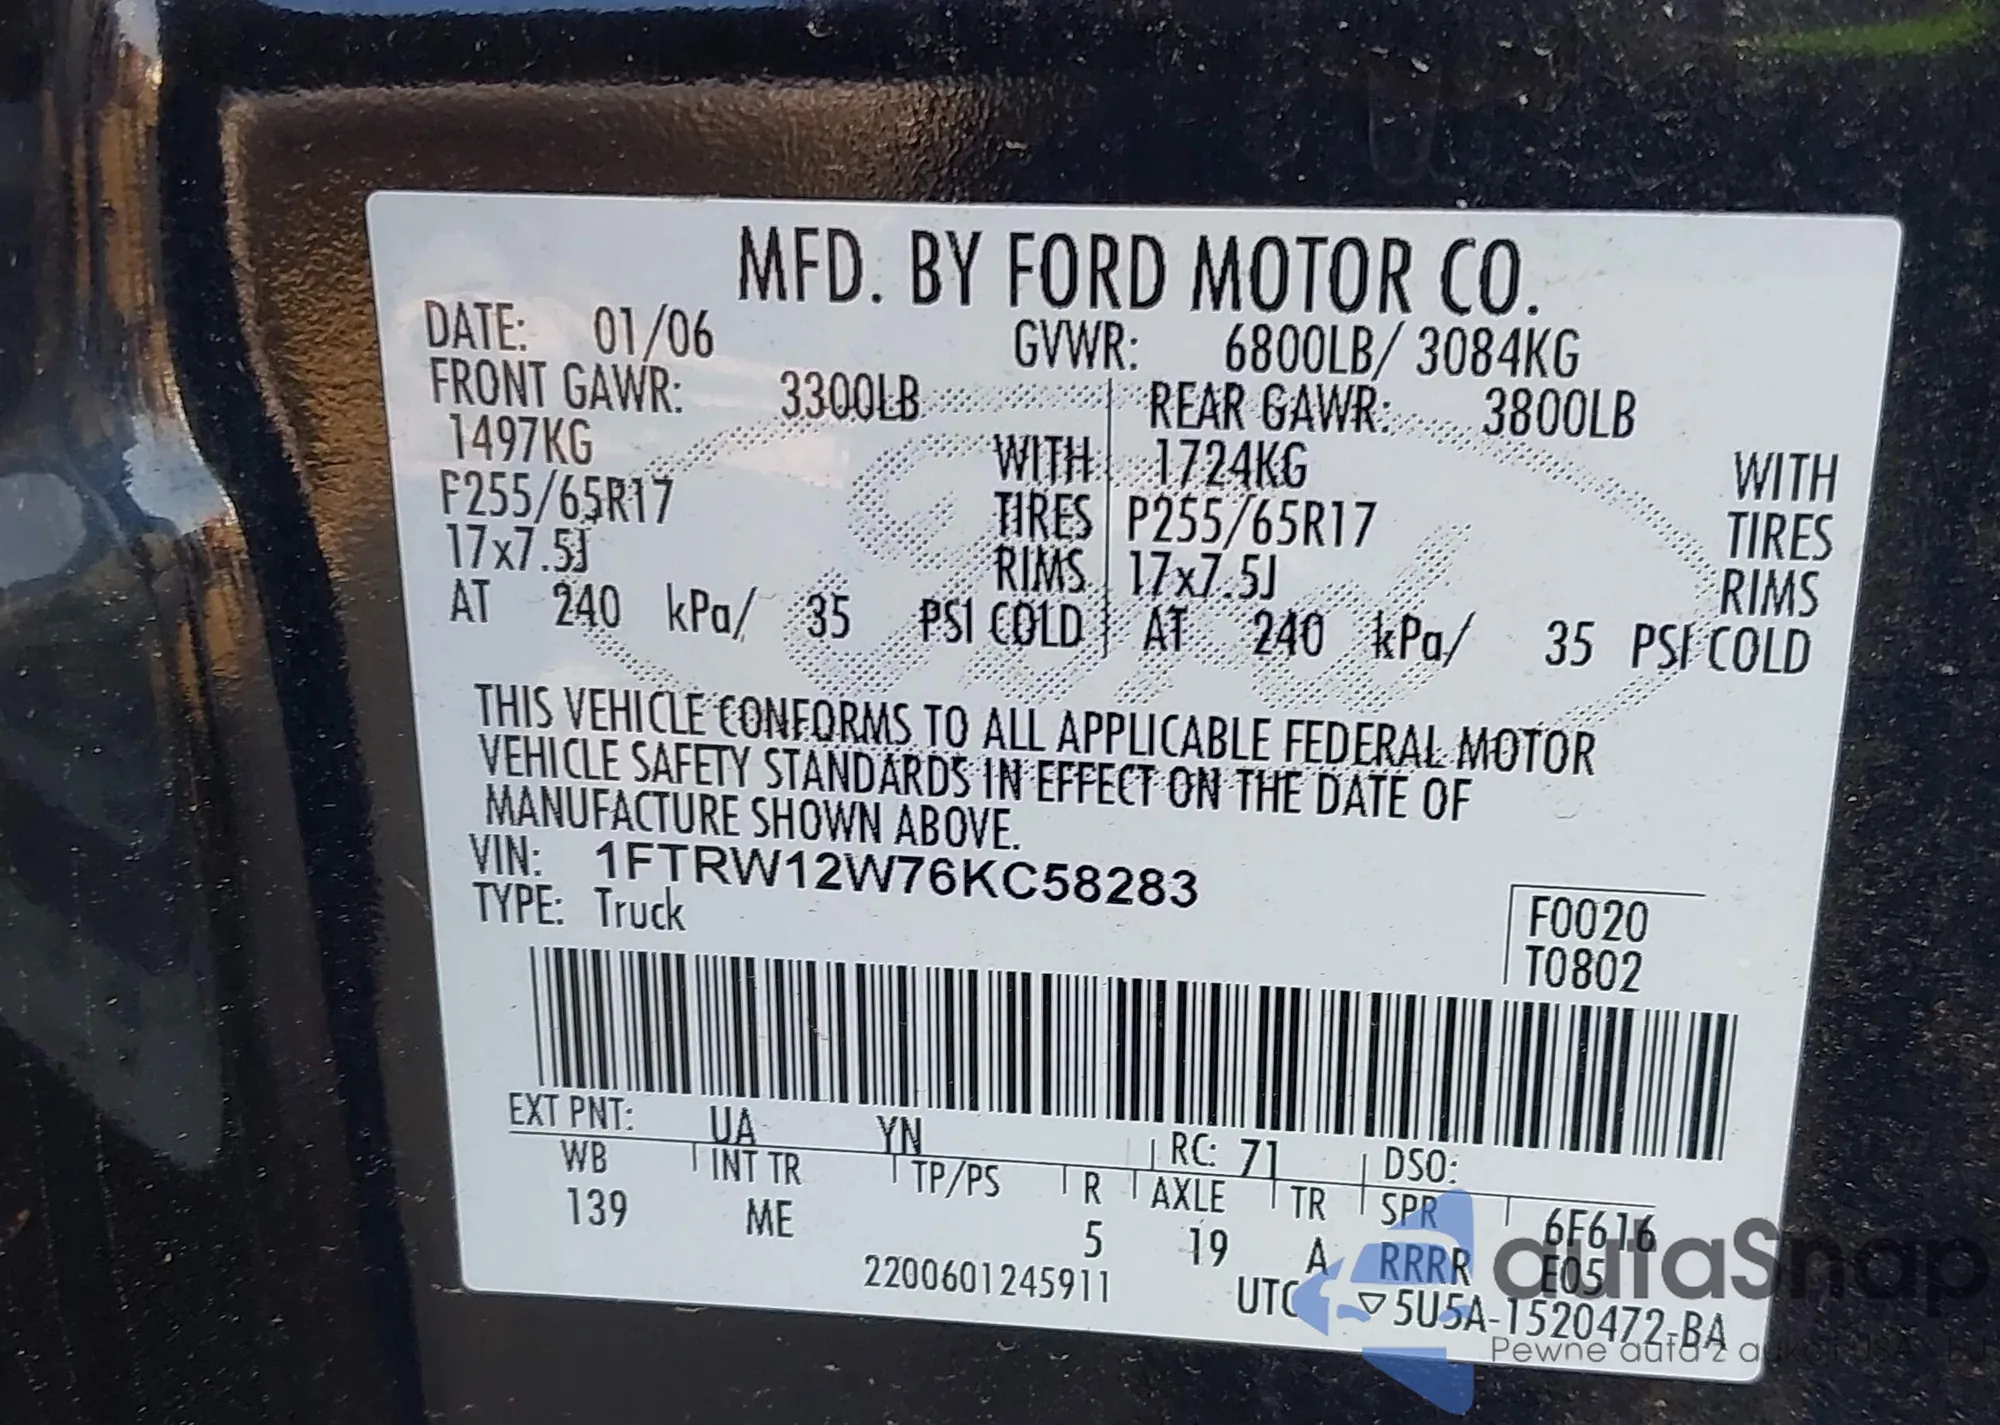 MFD. BY FORD MOTOR CO.
DATE: 01/06 GVWR: 6800LB/ 3084KG
FRONT GAWR: 3300LB REAR GAWR: 3800LB
1497KG WITH 1724KG WITH
P255/65R17 TIRES P255/65R17 TIRES
17x7.5J RIMS 17x7.5J RIMS
AT 240 kPa/ 35 PSI COLD AT 240 kPa/ 35 PSI COLD
THIS VEHICLE CONFORMS TO ALL APPLICABLE FEDERAL MOTOR
VEHICLE SAFETY STANDARDS IN EFFECT ON THE DATE OF
MANUFACTURE SHOWN ABOVE.
VIN: 1FTRW12W76KC58283
TYPE: Truck
F0020
T0802
EXT PNT: UA YN RC: 71 DSO:
WB INT TR TP/PS R AXLE TR SPR 6F616
139 ME 5 19 A RRRR E05
2200601245911 UTC ▽5U5A-1520472-BA
autaSnap
Pewne auta z aukcji USA